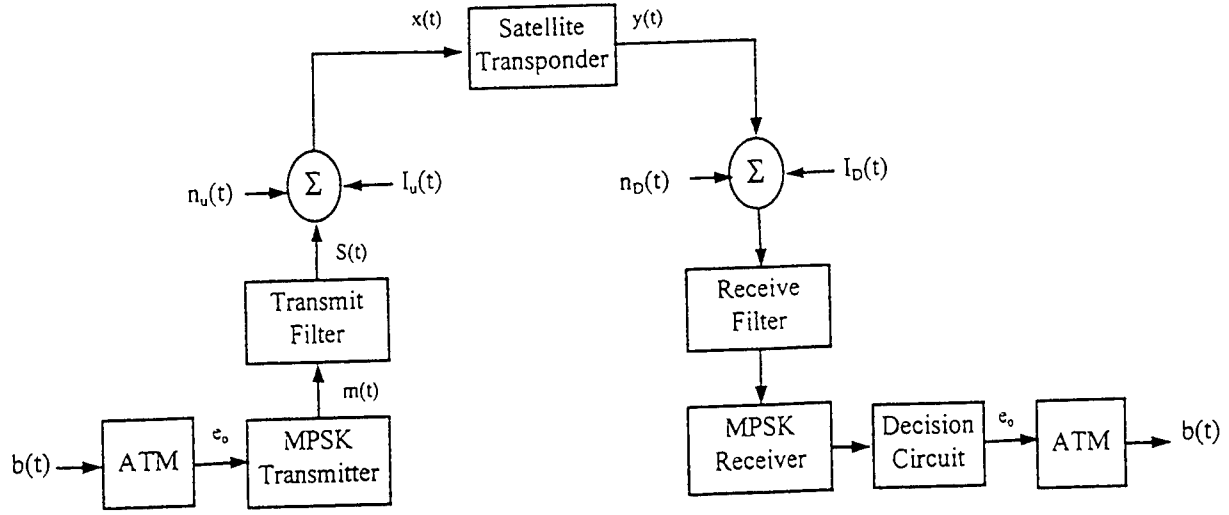 x(t)
Satellite
Transponder
y(t)
n_u(t)
Σ
I_u(t)
n_D(t)
Σ
I_D(t)
S(t)
Transmit
Filter
Receive
Filter
m(t)
b(t)
ATM
e_o
MPSK
Transmitter
MPSK
Receiver
Decision
Circuit
e_o
ATM
b(t)